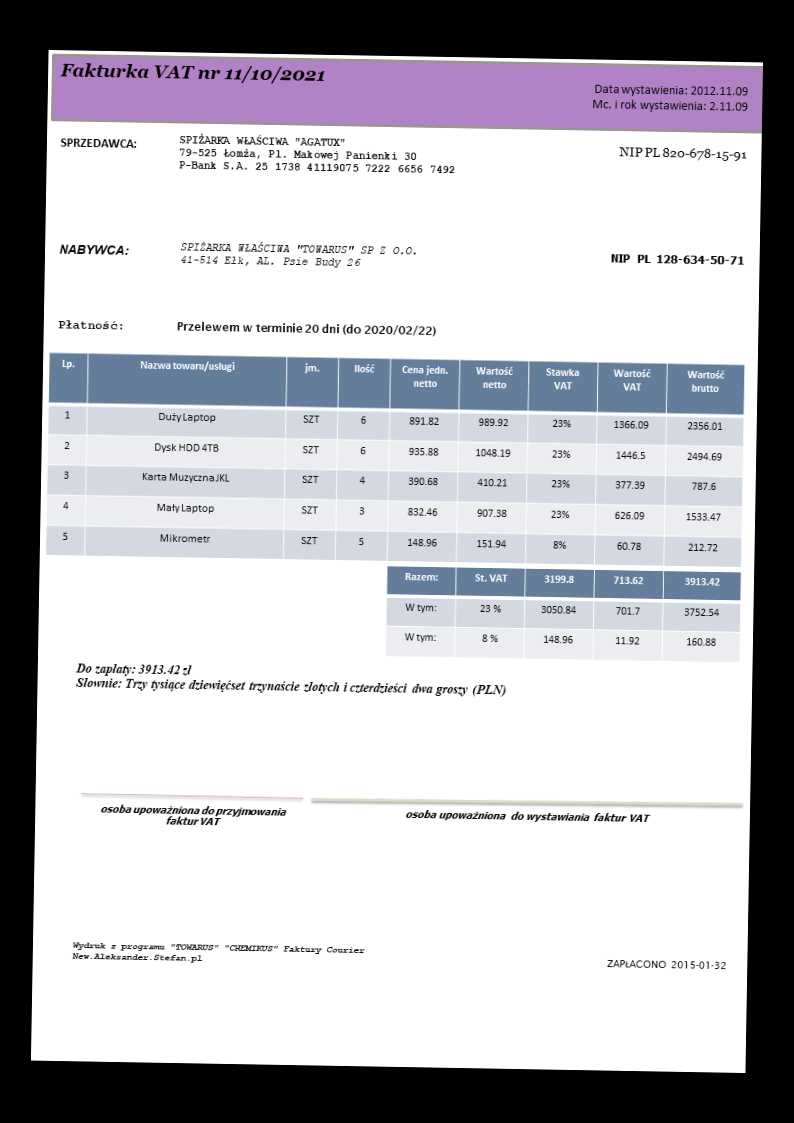 Fakturka VAT nr 11/10/2021
Data wystawienia: 2012.11.09
Mc. i rok wystawienia: 2.11.09
SPRZEDAWCA:
SPIŻARKA WŁAŚCIWA "AGATUX"
79-525 Łomża, Pl. Makowej Panienki 30
P-Bank S.A. 25 1738 41119075 7222 6656 7492
NIP PL 820-678-15-91
NABYWCA:
SPIŻARKA WŁAŚCIWA "TOWARUS" SP Z O.O.
41-514 Ełk, AL. Psie Budy 26
NIP PL 128-634-50-71
Płatność: Przelewem w terminie 20 dni (do 2020/02/22)
Lp. Nazwa towaru/usługi jm. Ilość Cena jedn. netto Wartość netto Stawka VAT Wartość VAT Wartość brutto
1 Duży Laptop SZT 6 891.82 989.92 23% 1366.09 2356.01
2 Dysk HDD 4TB SZT 6 935.88 1048.19 23% 1446.5 2494.69
3 Karta Muzyczna JKL SZT 4 390.68 410.21 23% 377.39 787.6
4 Mały Laptop SZT 3 832.46 907.38 23% 626.09 1533.47
5 Mikrometr SZT 5 148.96 151.94 8% 60.78 212.72
Razem: St. VAT 3199.8 713.62 3913.42
W tym: 23 % 3050.84 701.7 3752.54
W tym: 8 % 148.96 11.92 160.88
Do zapłaty: 3913.42 zł
Słownie: Trzy tysiące dziewięćset trzynaście złotych i czterdzieści dwa groszy (PLN)
osoba upoważniona do przyjmowania
faktur VAT
osoba upoważniona do wystawiania faktur VAT
Wydruk z programu "TOWARUS" "CHEMIKUS" Faktury Courier
New.Aleksander.Stefan.pl
ZAPŁACONO 2015-01-32